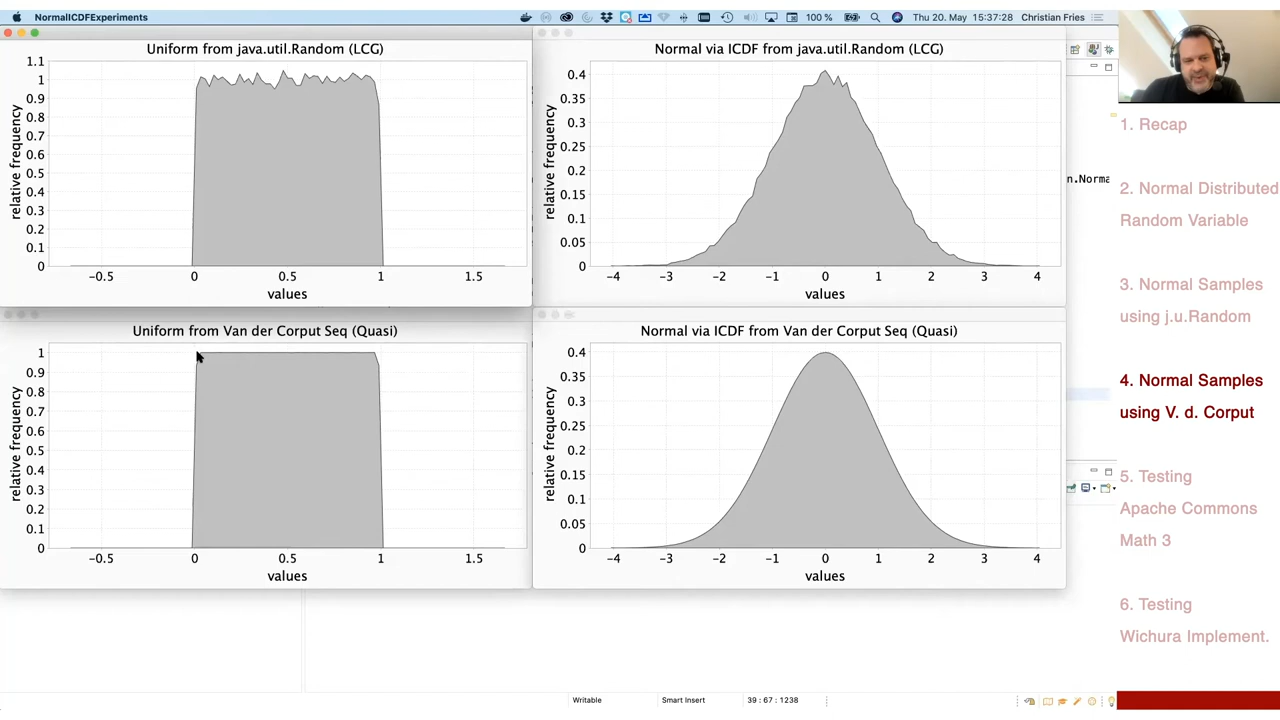 NormalICDFExperiments
100 %
Thu 20. May 15:37:28
Christian Fries
Uniform from java.util.Random (LCG)
1.1
1
0.9
0.8
0.7
0.6
0.5
0.4
0.3
0.2
0.1
0
relative frequency
-0.5
0
0.5
1
1.5
values
Normal via ICDF from java.util.Random (LCG)
0.4
0.35
0.3
0.25
0.2
0.15
0.1
0.05
0
relative frequency
-4
-3
-2
-1
0
1
2
3
4
values
Uniform from Van der Corput Seq (Quasi)
1
0.9
0.8
0.7
0.6
0.5
0.4
0.3
0.2
0.1
0
relative frequency
-0.5
0
0.5
1
1.5
values
Normal via ICDF from Van der Corput Seq (Quasi)
0.4
0.35
0.3
0.25
0.2
0.15
0.1
0.05
0
relative frequency
-4
-3
-2
-1
0
1
2
3
4
values
n.Norma
1. Recap
2. Normal Distributed
Random Variable
3. Normal Samples
using j.u.Random
4. Normal Samples
using V. d. Corput
5. Testing
Apache Commons
Math 3
6. Testing
Wichura Implement.
Writable
Smart Insert
39 : 67 : 1238